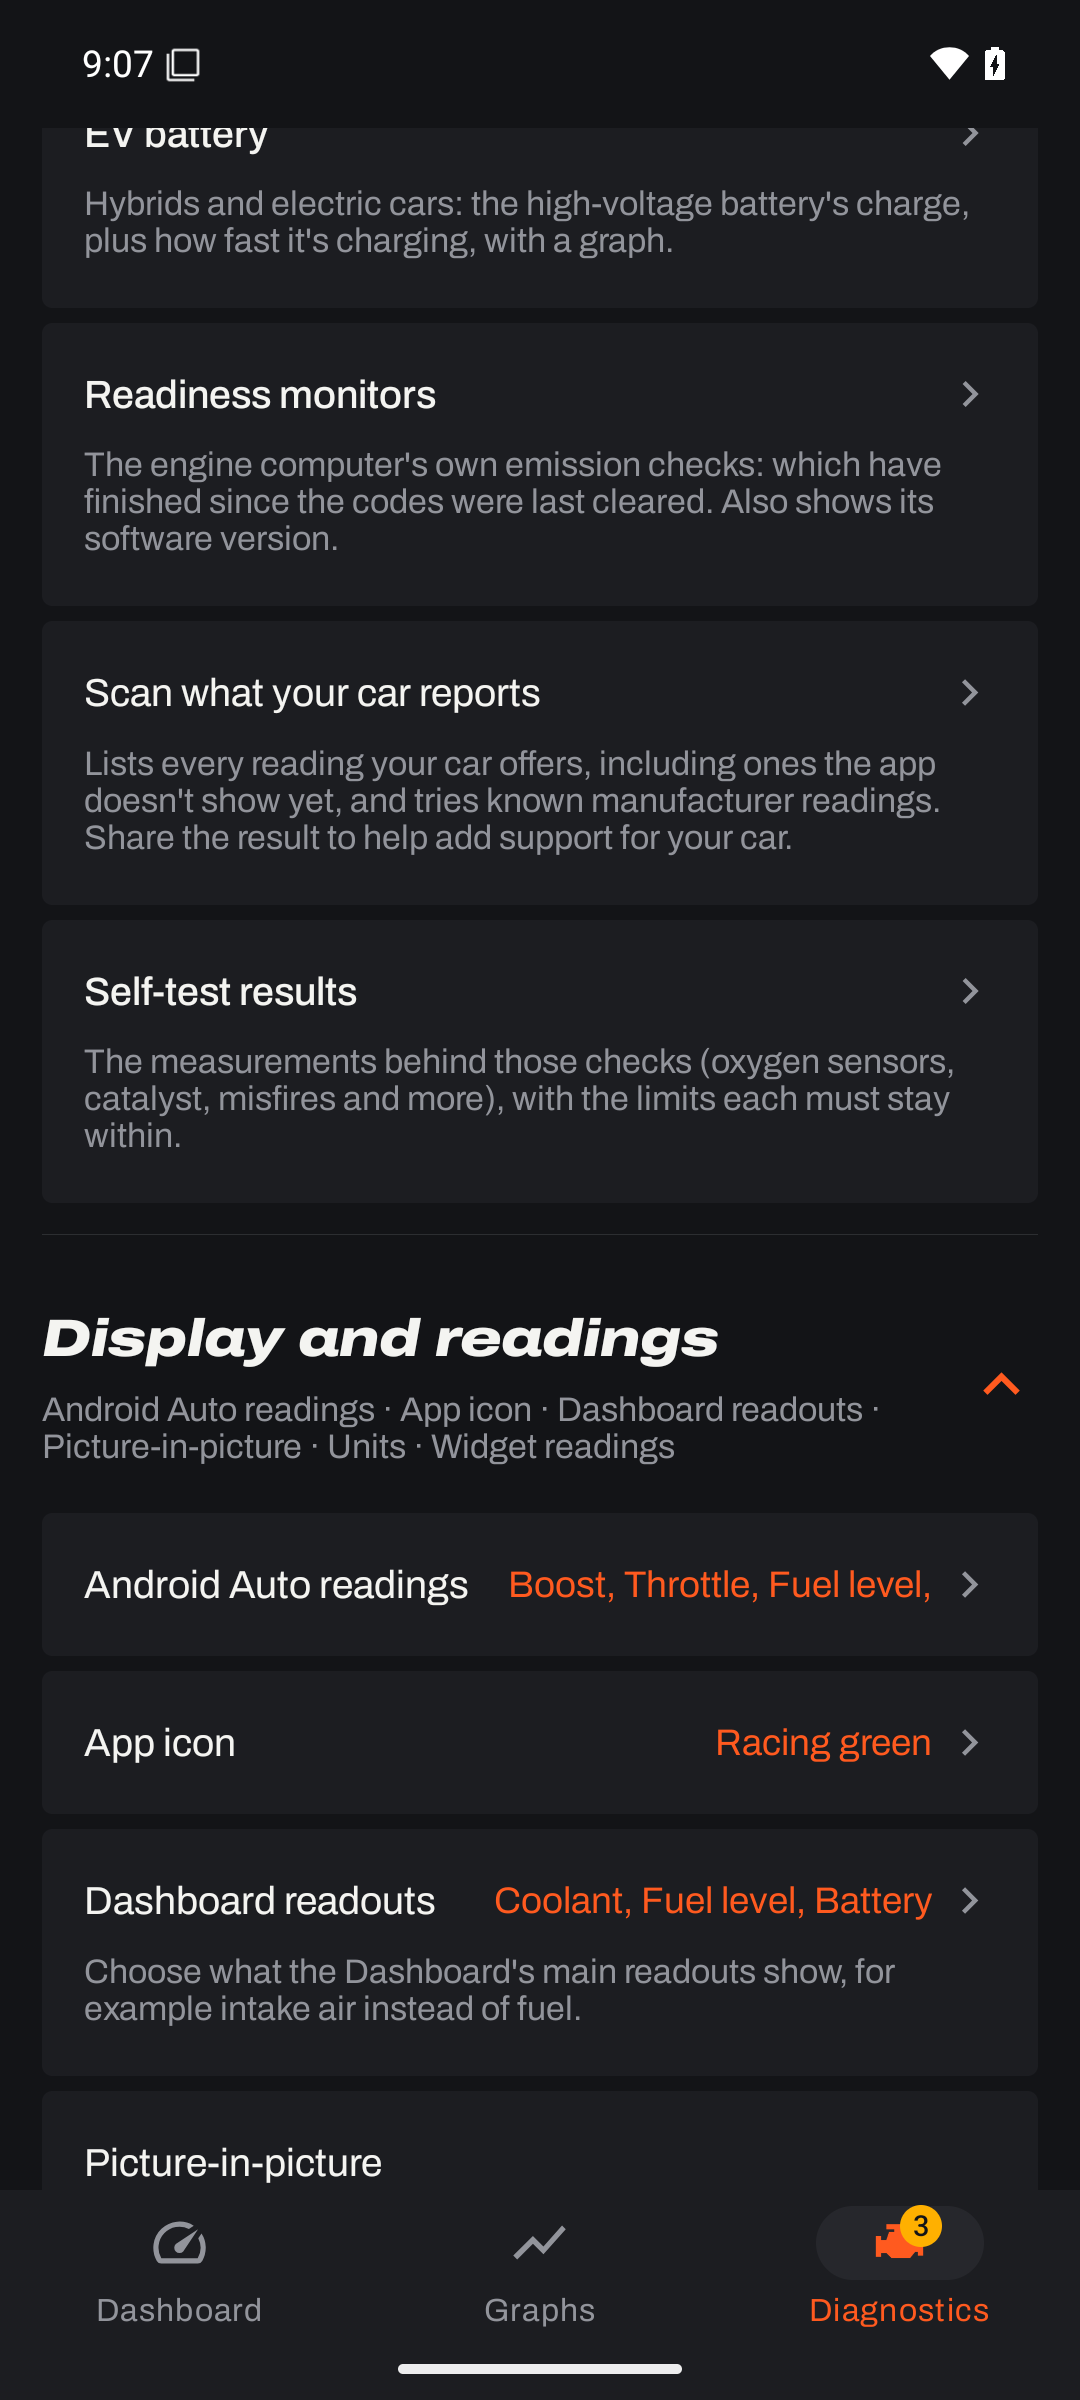 9:07
EV battery
Hybrids and electric cars: the high-voltage battery's charge,
plus how fast it's charging, with a graph.
Readiness monitors
The engine computer's own emission checks: which have
finished since the codes were last cleared. Also shows its
software version.
Scan what your car reports
Lists every reading your car offers, including ones the app
doesn't show yet, and tries known manufacturer readings.
Share the result to help add support for your car.
Self-test results
The measurements behind those checks (oxygen sensors,
catalyst, misfires and more), with the limits each must stay
within.
Display and readings
Android Auto readings · App icon · Dashboard readouts ·
Picture-in-picture · Units · Widget readings
Android Auto readings Boost, Throttle, Fuel level,
App icon Racing green
Dashboard readouts Coolant, Fuel level, Battery
Choose what the Dashboard's main readouts show, for
example intake air instead of fuel.
Picture-in-picture
3
Dashboard Graphs Diagnostics